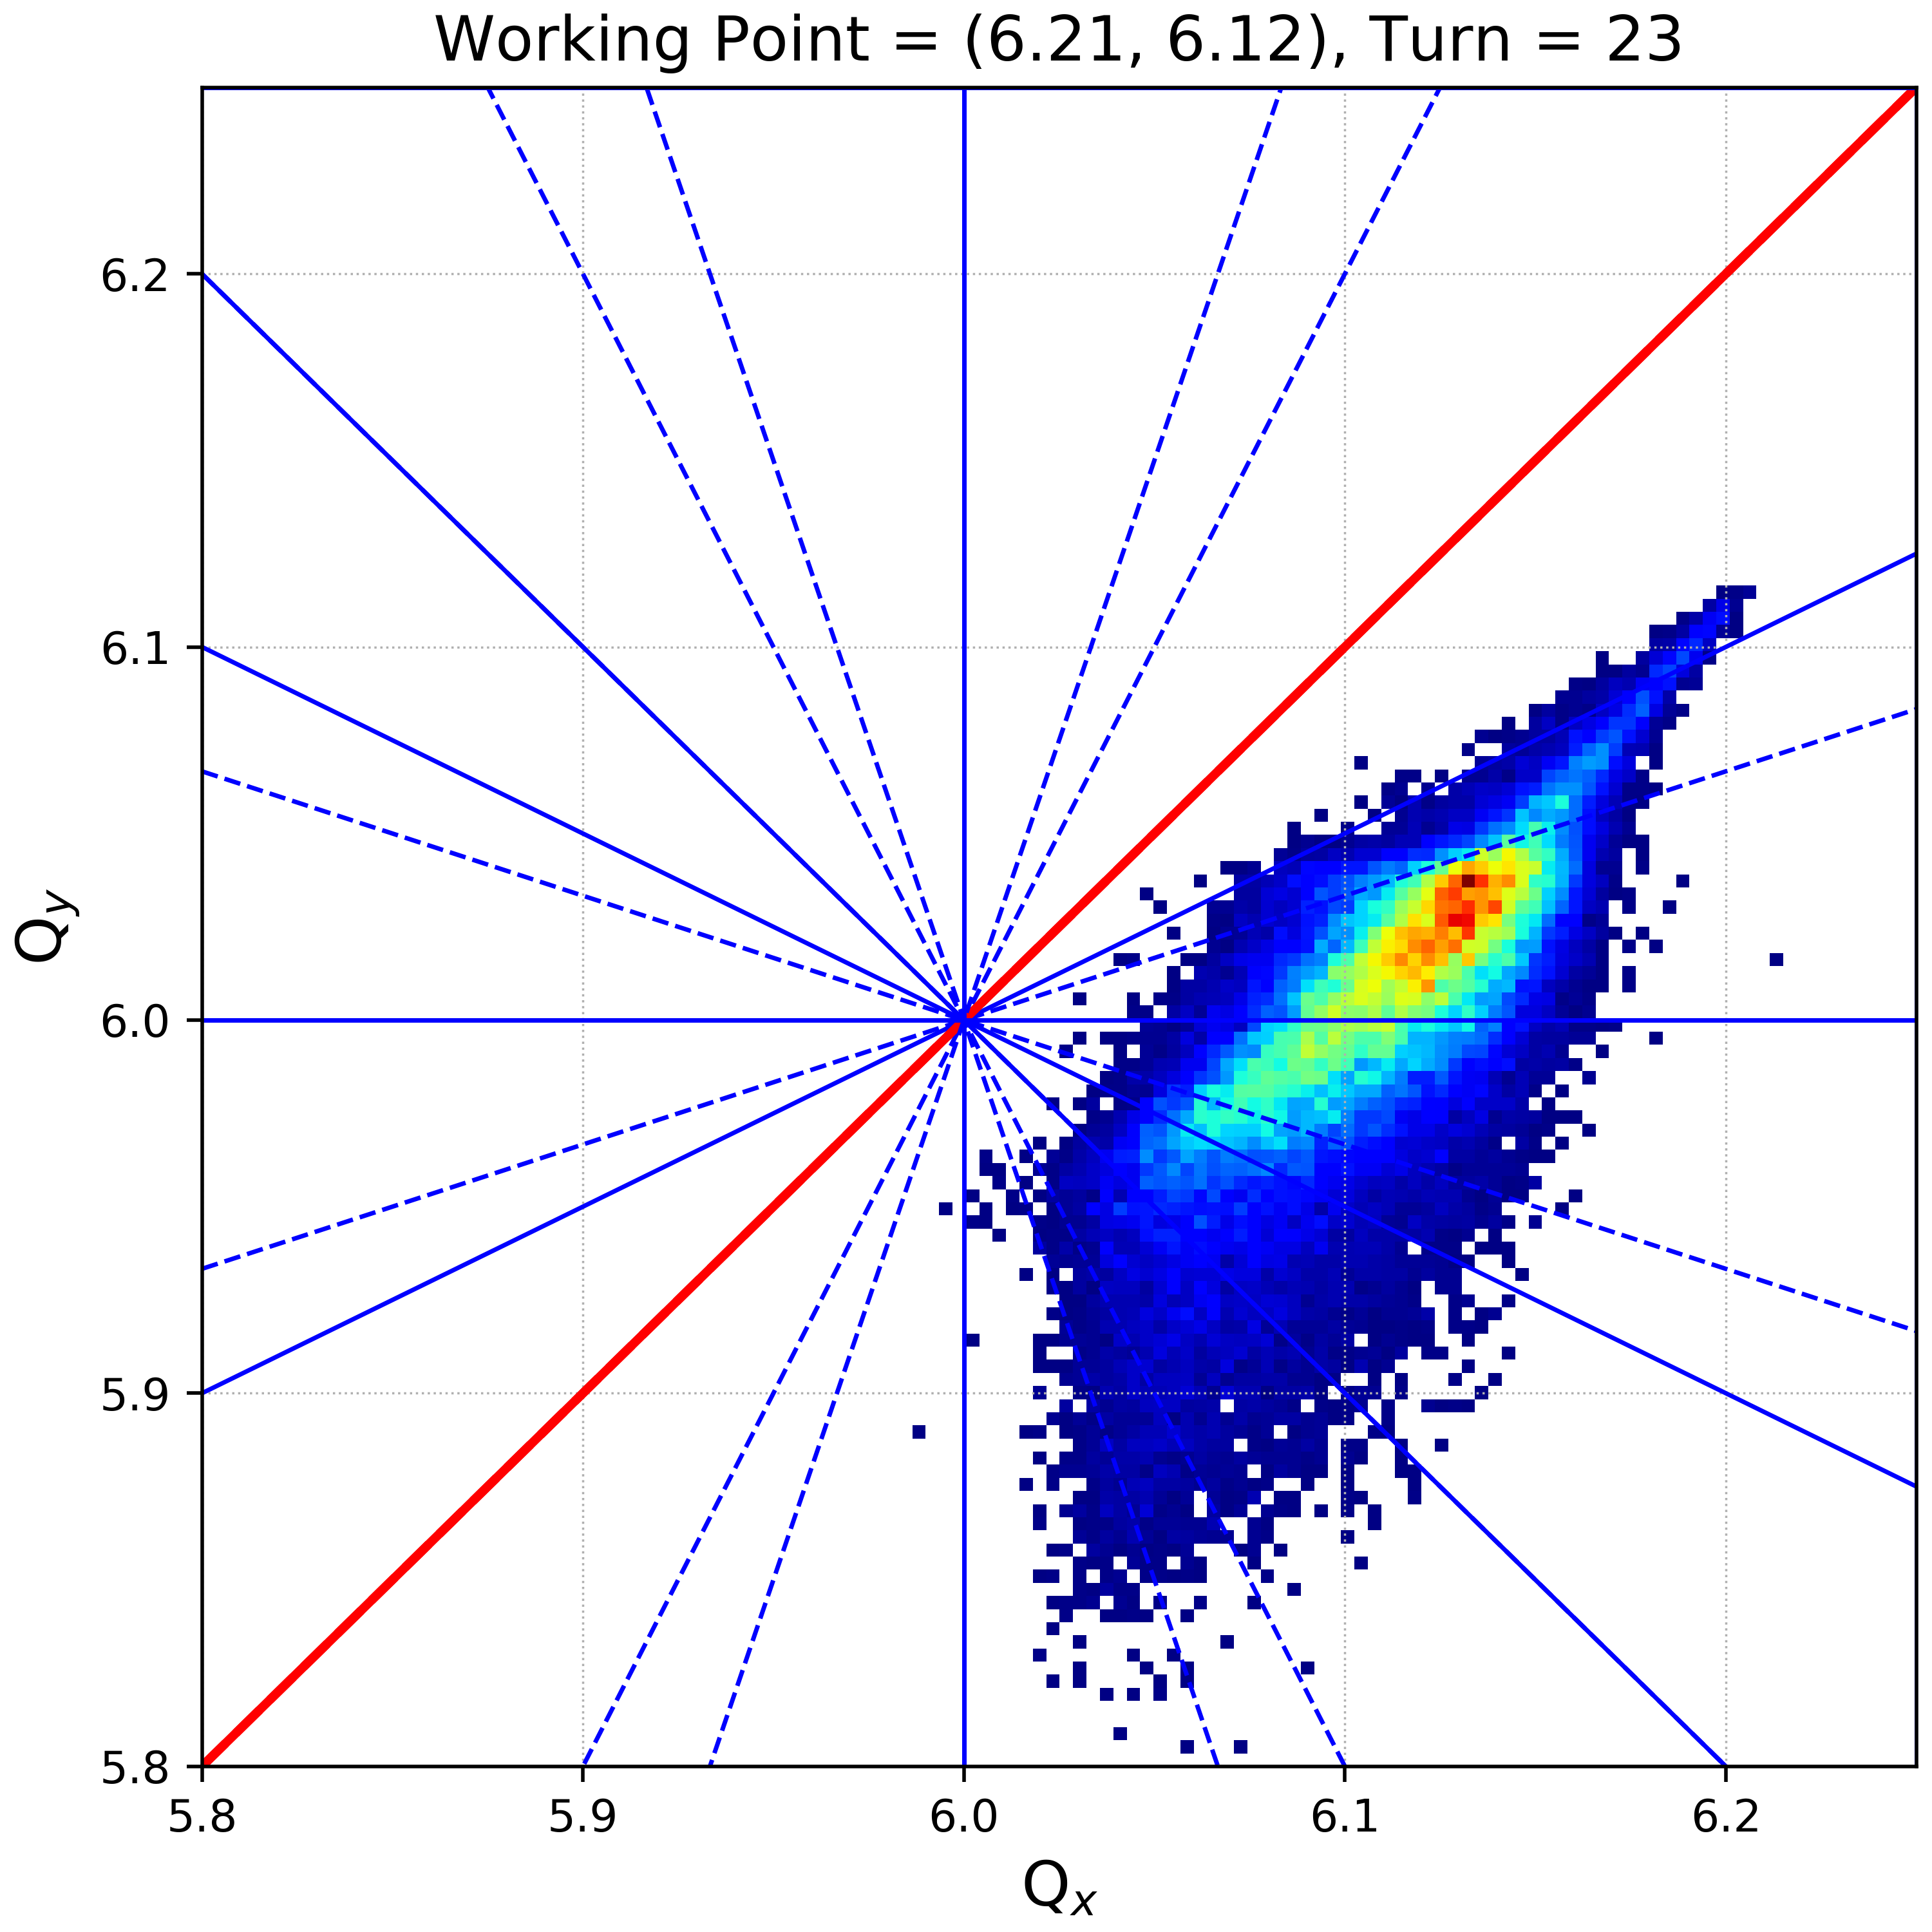 Working Point = (6.21, 6.12), Turn = 23
6.2
6.1
6.0
5.9
5.8
Qy
5.8 5.9 6.0 6.1 6.2
Qx